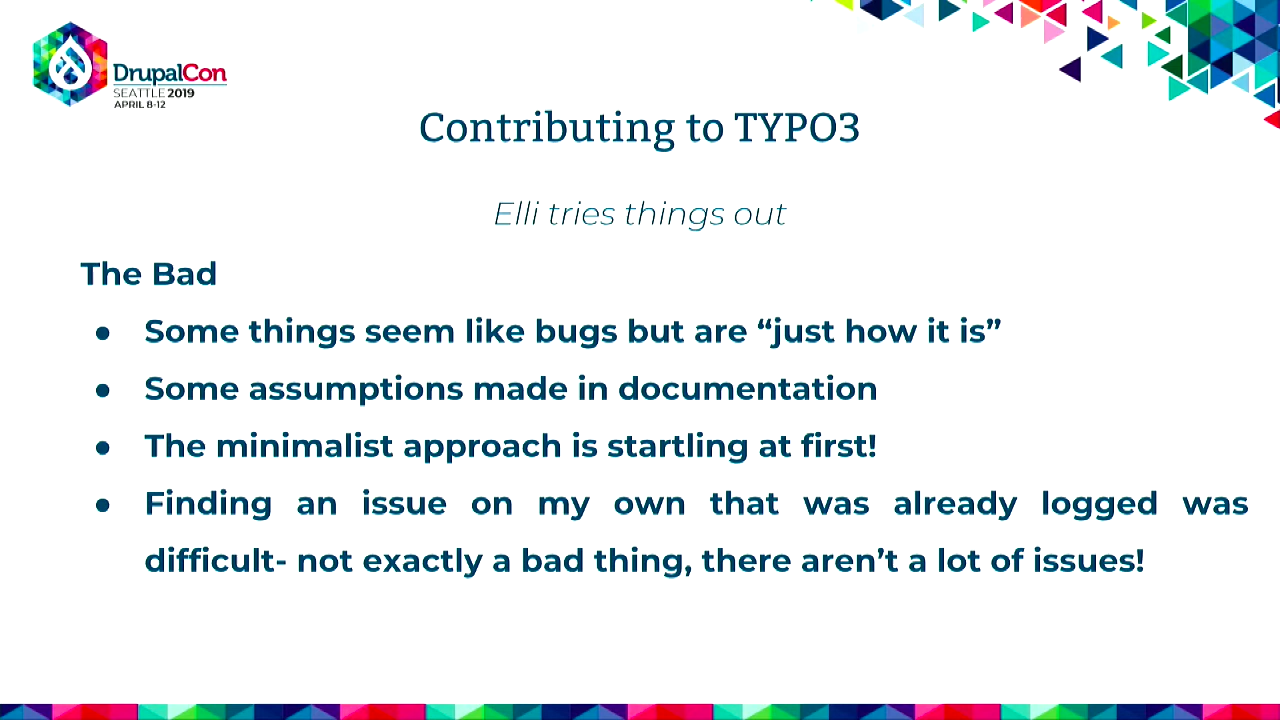 DrupalCon
SEATTLE 2019
APRIL 8-12
Contributing to TYPO3
Elli tries things out
The Bad
● Some things seem like bugs but are “just how it is”
● Some assumptions made in documentation
● The minimalist approach is startling at first!
● Finding an issue on my own that was already logged was
difficult- not exactly a bad thing, there aren’t a lot of issues!